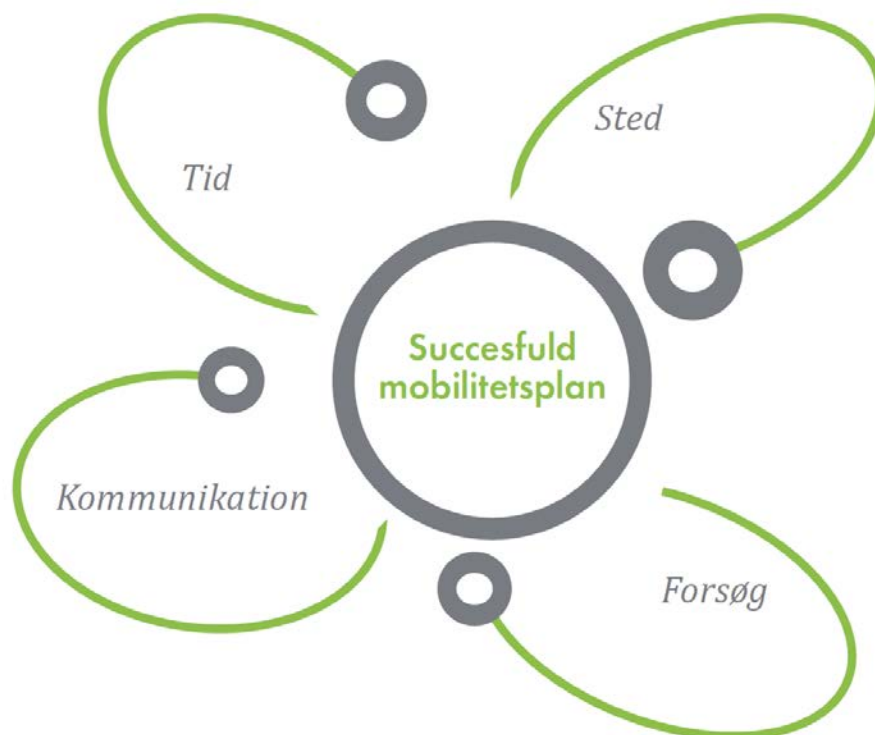 Sted
Tid
Succesfuld
mobilitetsplan
Kommunikation
Forsøg